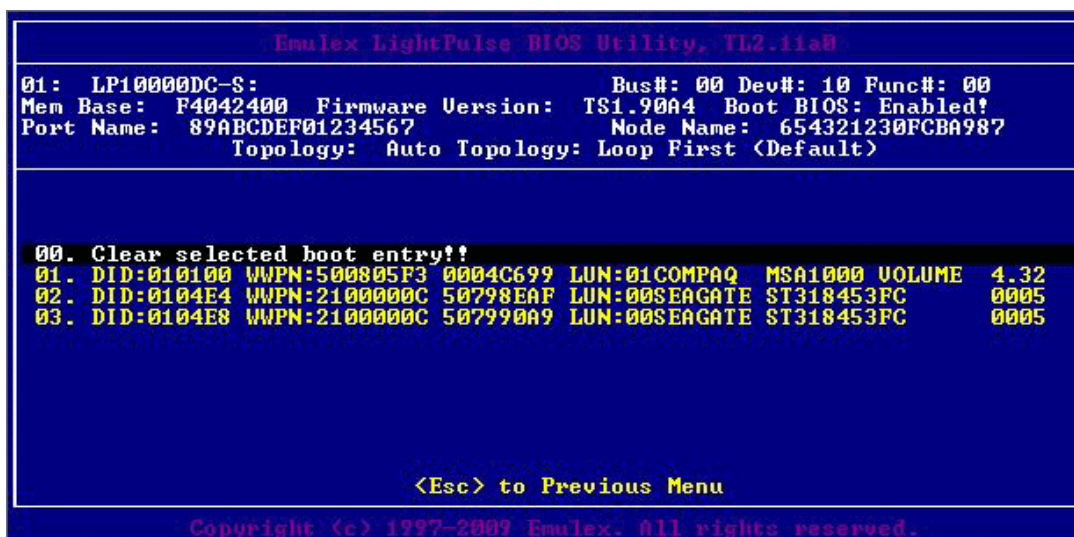 Emulex LightPulse BIOS Utility, TL2.11a0
01: LP10000DC-S: Bus#: 00 Dev#: 10 Func#: 00
Mem Base: F4042400 Firmware Version: TS1.90A4 Boot BIOS: Enabled!
Port Name: 89ABCDEF01234567 Node Name: 654321230FCBA987
Topology: Auto Topology: Loop First (Default)
00. Clear selected boot entry!!
01. DID:010100 WWPN:500805F3 0004C699 LUN:01COMPAQ MSA1000 VOLUME 4.32
02. DID:0104E4 WWPN:2100000C 50798EAF LUN:00SEAGATE ST318453FC 0005
03. DID:0104E8 WWPN:2100000C 507990A9 LUN:00SEAGATE ST318453FC 0005
<Esc> to Previous Menu
Copyright (c) 1997-2009 Emulex. All rights reserved.